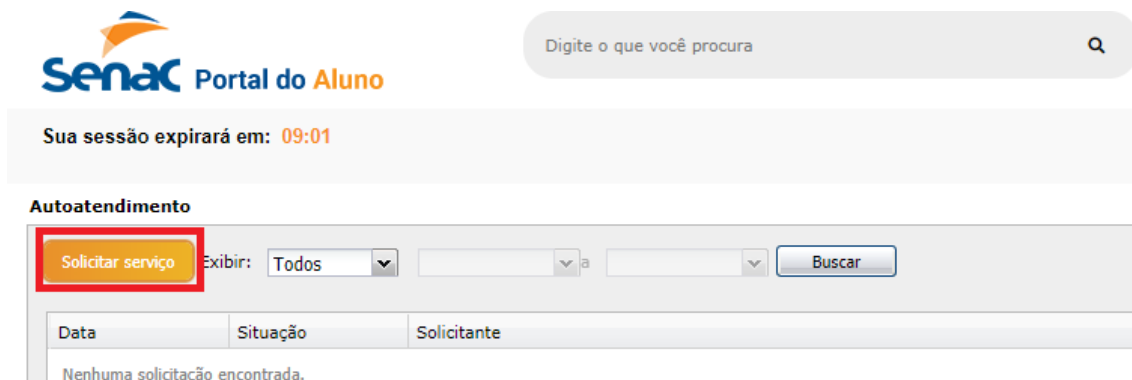 Senac Portal do Aluno
Digite o que você procura
Sua sessão expirará em: 09:01
Autoatendimento
Solicitar serviço Exibir: Todos a Buscar
Data Situação Solicitante
Nenhuma solicitação encontrada.